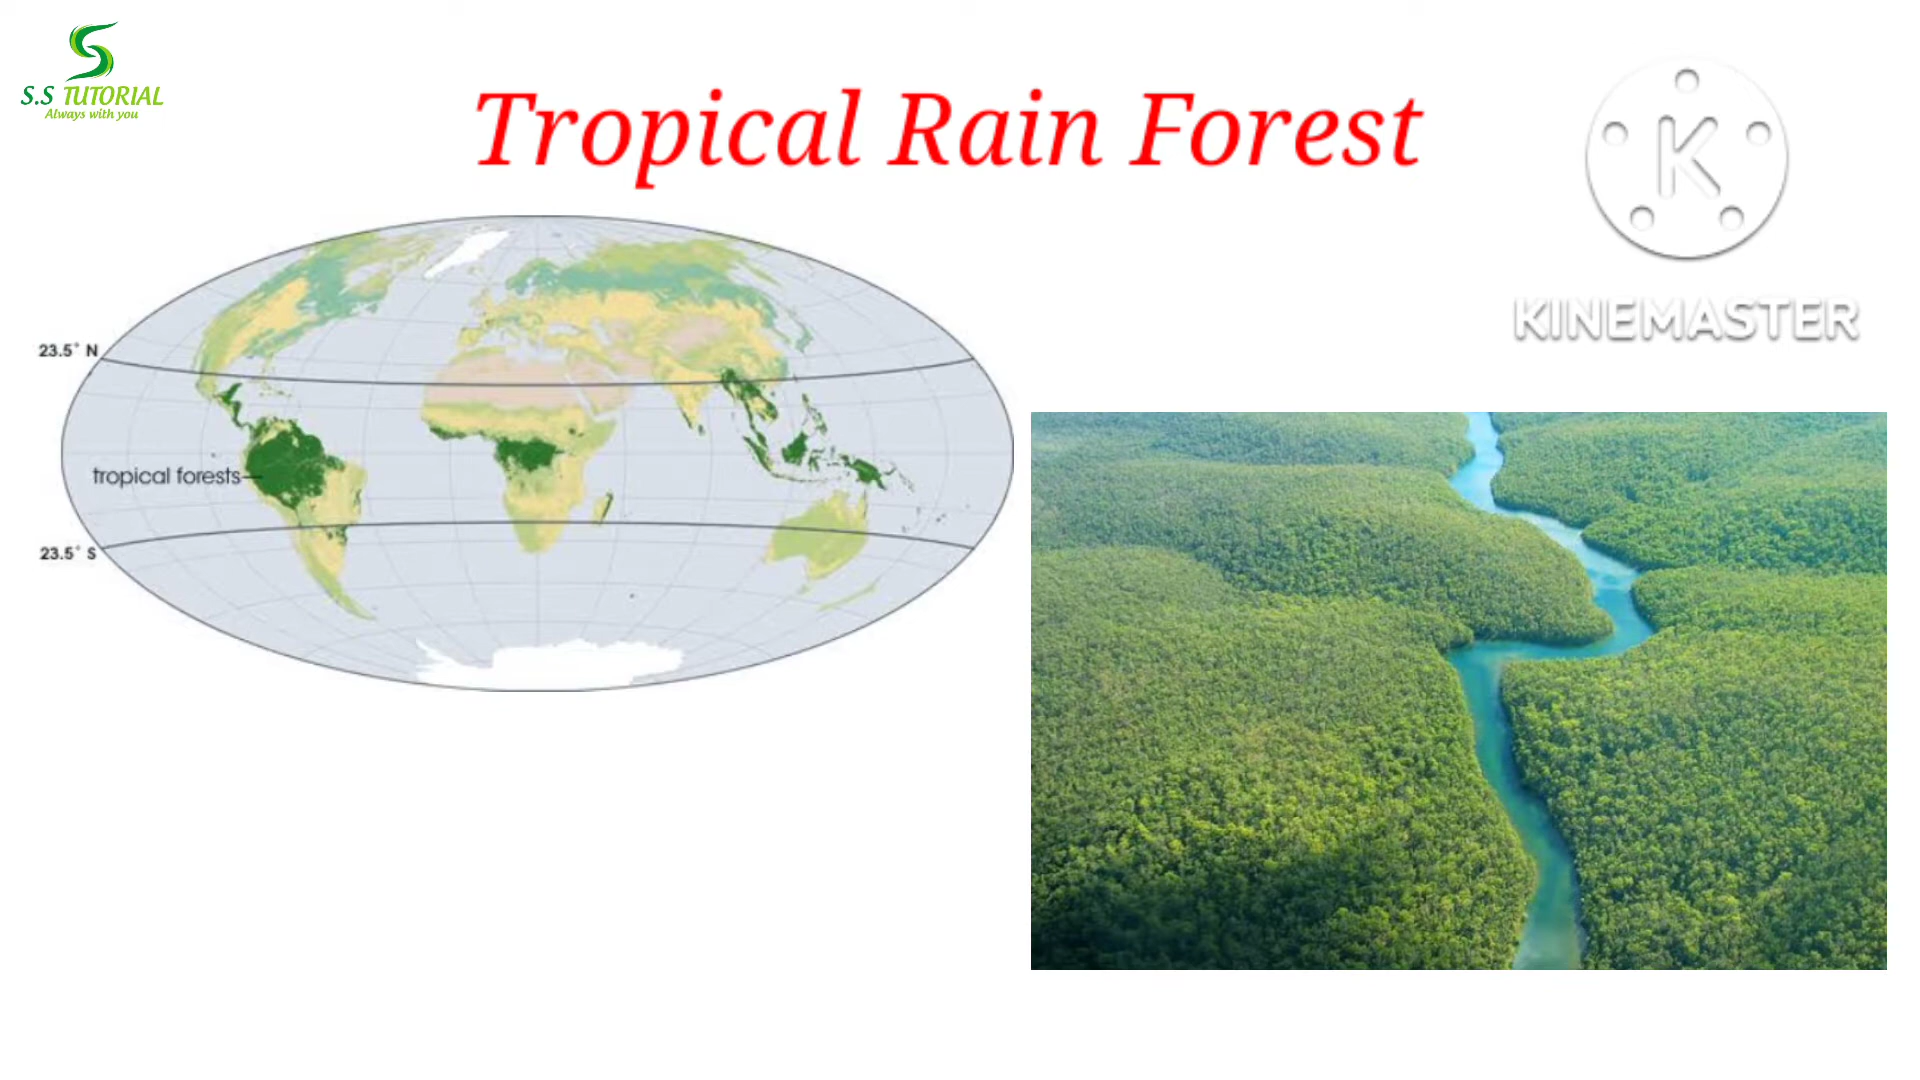 S.S TUTORIAL
Always with you
Tropical Rain Forest
KINEMASTER
23.5° N
tropical forests
23.5° S